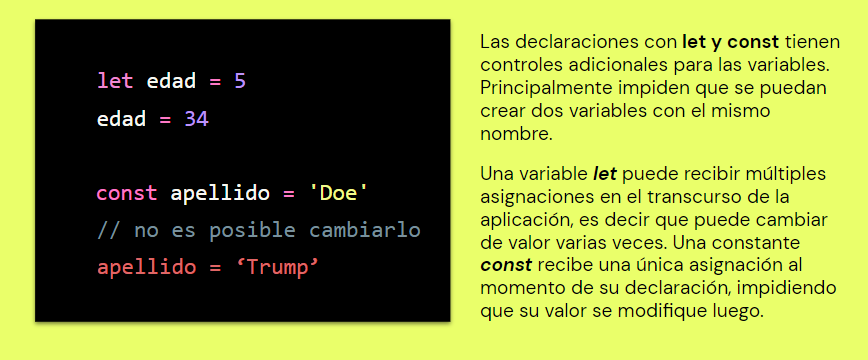 let edad = 5
edad = 34
const apellido = 'Doe'
// no es posible cambiarlo
apellido = ‘Trump’
Las declaraciones con let y const tienen
controles adicionales para las variables.
Principalmente impiden que se puedan
crear dos variables con el mismo
nombre.
Una variable let puede recibir múltiples
asignaciones en el transcurso de la
aplicación, es decir que puede cambiar
de valor varias veces. Una constante
const recibe una única asignación al
momento de su declaración, impidiendo
que su valor se modifique luego.